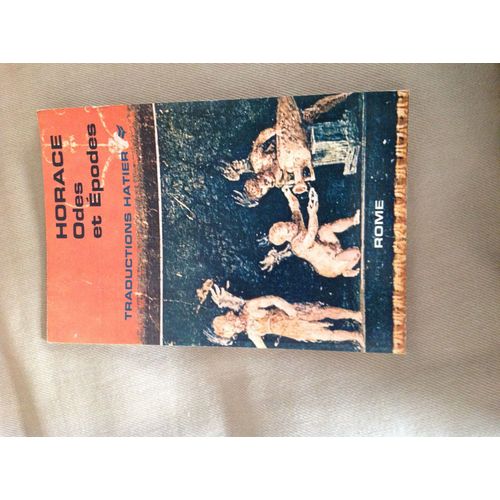 HORACE
Odes
et Épodes
TRADUCTIONS HATIER
ROME